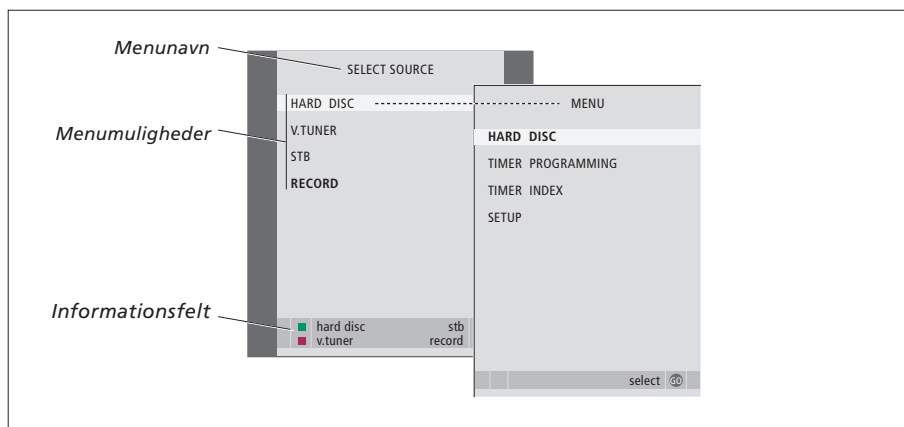 Menunavn
SELECT SOURCE
HARD DISC
MENU
V.TUNER
Menumuligheder
STB
RECORD
HARD DISC
TIMER PROGRAMMING
TIMER INDEX
SETUP
Informationsfelt
hard disc stb
v.tuner record
select GO